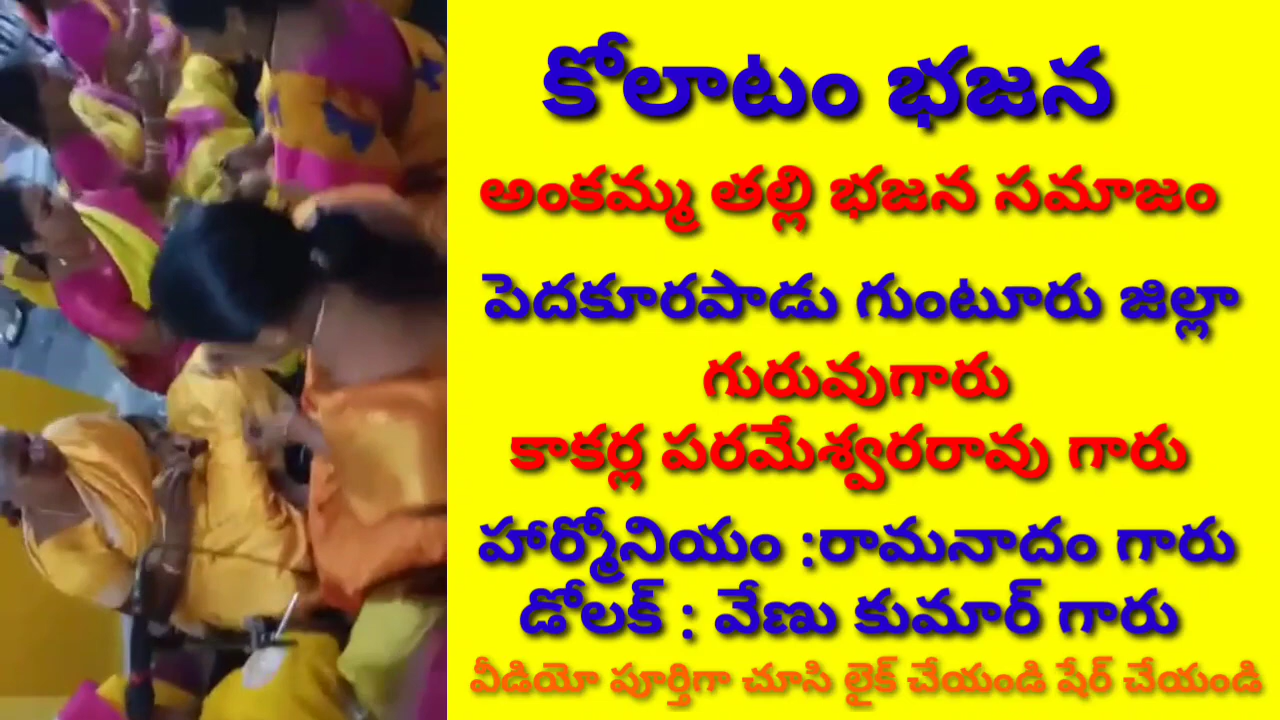 కోలాటం భజన
అంకమ్మ తల్లి భజన సమాజం
పెదకూరపాడు గుంటూరు జిల్లా
గురువుగారు
కాకర్ల పరమేశ్వరరావు గారు
హార్మోనియం :రామనాదం గారు
డోలక్ : వేణు కుమార్ గారు
వీడియో పూర్తిగా చూసి లైక్ చేయండి షేర్ చేయండి